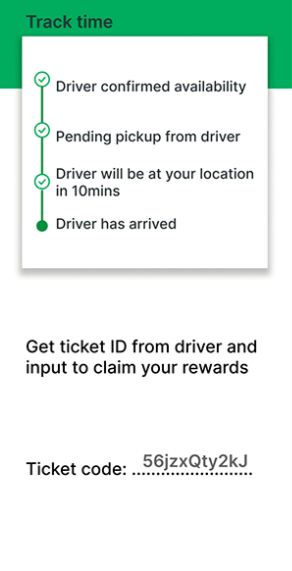 Track time
Driver confirmed availability
Pending pickup from driver
Driver will be at your location
in 10mins
Driver has arrived
Get ticket ID from driver and
input to claim your rewards
Ticket code: 56jzxQty2kJ